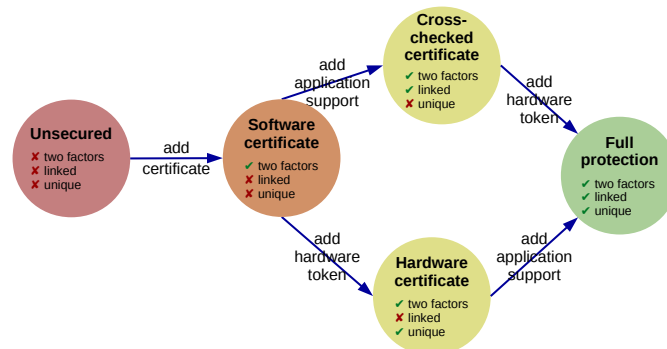 Unsecured
✘ two factors
✘ linked
✘ unique
add
certificate
Software
certificate
✔ two factors
✘ linked
✘ unique
add
application
support
Cross-
checked
certificate
✔ two factors
✔ linked
✘ unique
add
hardware
token
add
hardware
token
Hardware
certificate
✔ two factors
✘ linked
✔ unique
add
application
support
Full
protection
✔ two factors
✔ linked
✔ unique